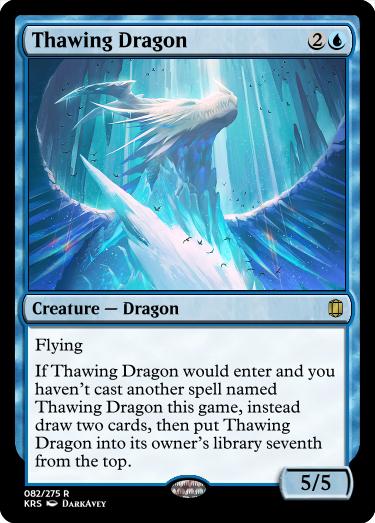 Thawing Dragon 2
Creature — Dragon
Flying
If Thawing Dragon would enter and you
haven't cast another spell named
Thawing Dragon this game, instead
draw two cards, then put Thawing
Dragon into its owner's library seventh
from the top.
5/5
082/275 R
KRS DarkAvey